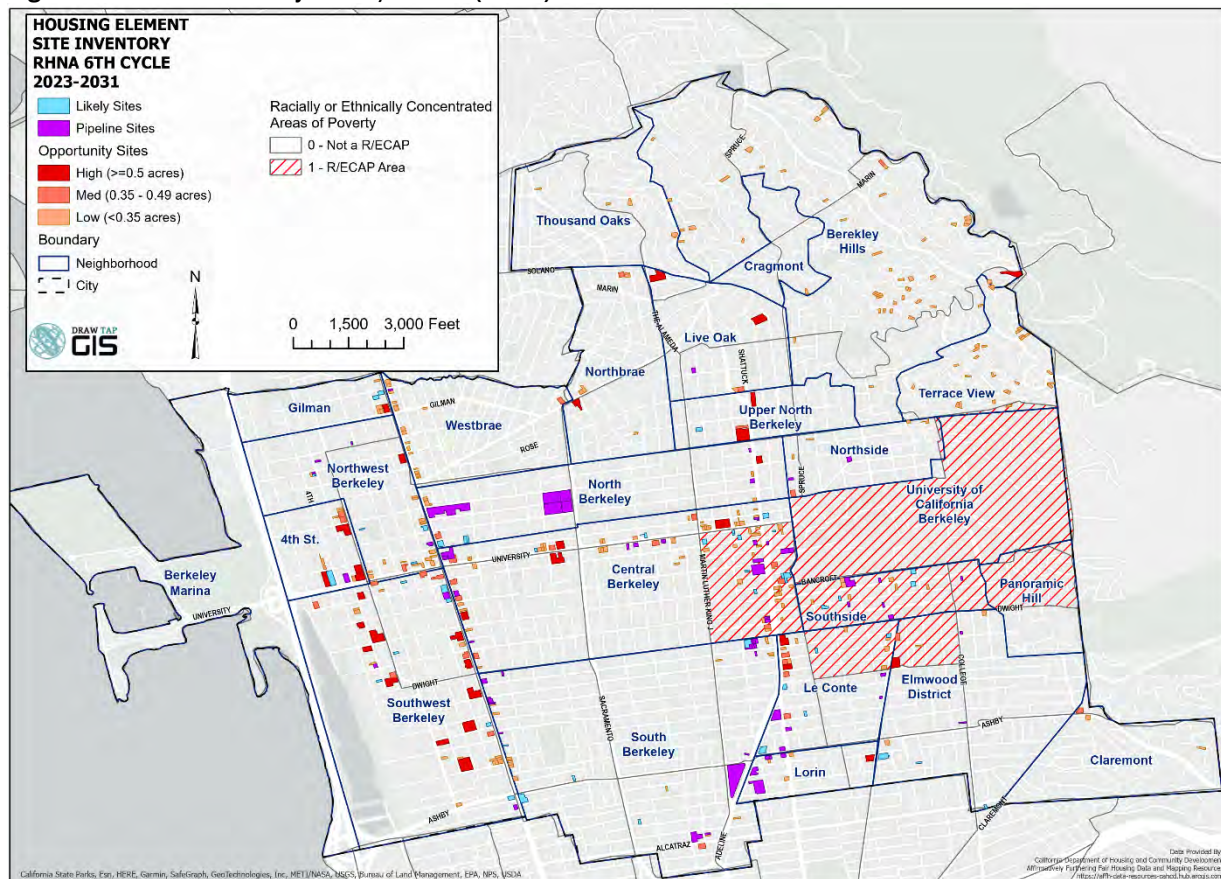 HOUSING ELEMENT
SITE INVENTORY
RHNA 6TH CYCLE
2023-2031
Likely Sites
Pipeline Sites
Opportunity Sites
High (>=0.5 acres)
Med (0.35 - 0.49 acres)
Low (<0.35 acres)
Boundary
Neighborhood
City
Racially or Ethnically Concentrated
Areas of Poverty
0 - Not a R/ECAP
1 - R/ECAP Area
N
0 1,500 3,000 Feet
DRAW TAP
GIS
SPRUCE
MARIN
Thousand Oaks
Berekley
Hills
Cragmont
SOLANO
MARIN
THE ALAMEDA
Live Oak
SHATTUCK
Northbrae
Terrace View
Gilman
GILMAN
Westbrae
Upper North
Berkeley
ROSE
Northside
Northwest
Berkeley
North
Berkeley
SPRUCE
4TH
University of
California
Berkeley
4th St.
UNIVERSITY
Central
Berkeley
MARTIN LUTHER KING J
BANCROFT
Berkeley
Marina
UNIVERSITY
Panoramic
Hill
Southside
DWIGHT
DWIGHT
Le Conte
Elmwood
District
COLLEGE
Southwest
Berkeley
SACRAMENTO
South
Berkeley
ASHBY
Lorin
Claremont
ASHBY
CLAREMONT
ALCATRAZ
ADELINE
California State Parks, Esri, HERE, Garmin, SafeGraph, GeoTechnologies, Inc, METI/NASA, USGS, Bureau of Land Management, EPA, NPS, USDA
Data Provided By
California Department of Housing and Community Developmen
Affirmatively Furthering Fair Housing Data and Mapping Resource